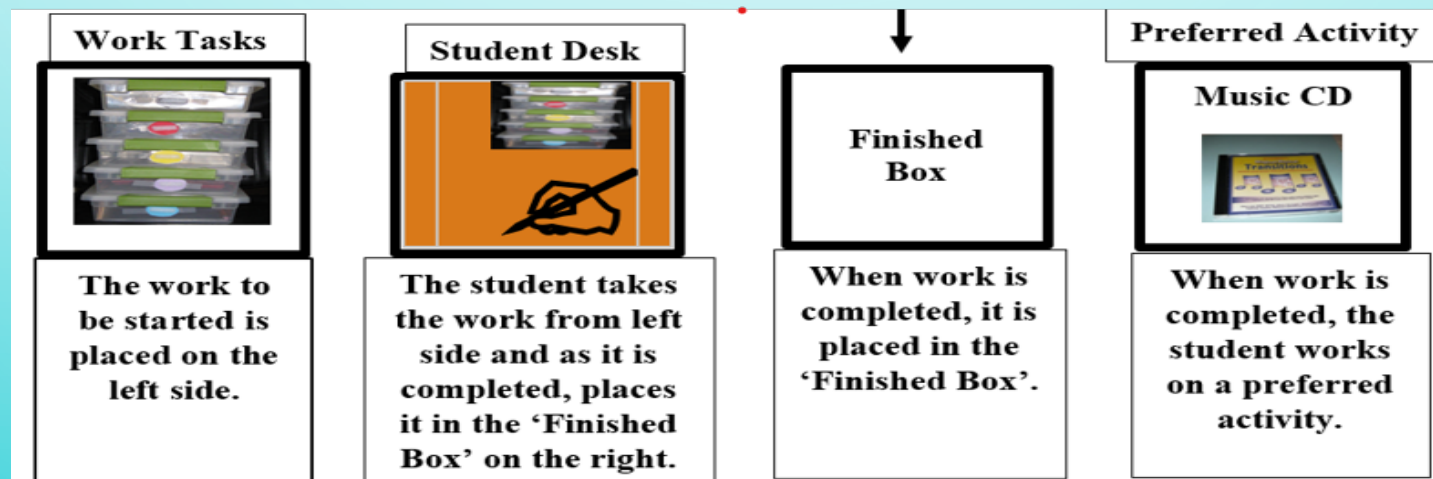 Work Tasks
The work to
be started is
placed on the
left side.
Student Desk
The student takes
the work from left
side and as it is
completed, places
it in the ‘Finished
Box’ on the right.
Finished
Box
When work is
completed, it is
placed in the
‘Finished Box’.
Preferred Activity
Music CD
Transitions
When work is
completed, the
student works
on a preferred
activity.